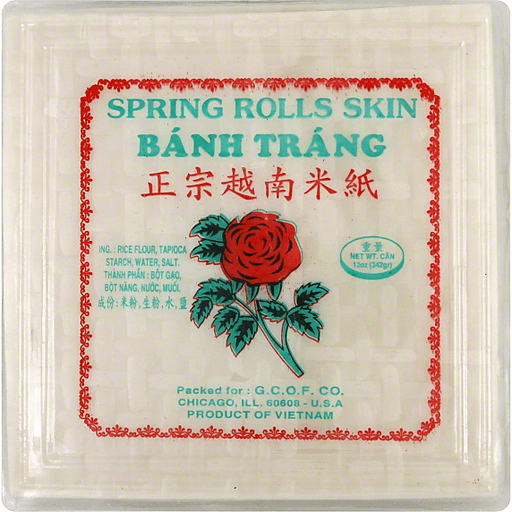 SPRING ROLLS SKIN
BÁNH TRÁNG
正宗越南米紙
ING. : RICE FLOUR, TAPIOCA
STARCH, WATER, SALT.
THÀNH PHẦN : BỘT GẠO,
BỘT NĂNG, NƯỚC, MUỐI.
成份: 米粉, 生粉, 水, 鹽
重量
NET WT. CÂN
12oz (342gr)
Packed for : G.C.O.F. CO.
CHICAGO, ILL. 60608 - U.S.A
PRODUCT OF VIETNAM